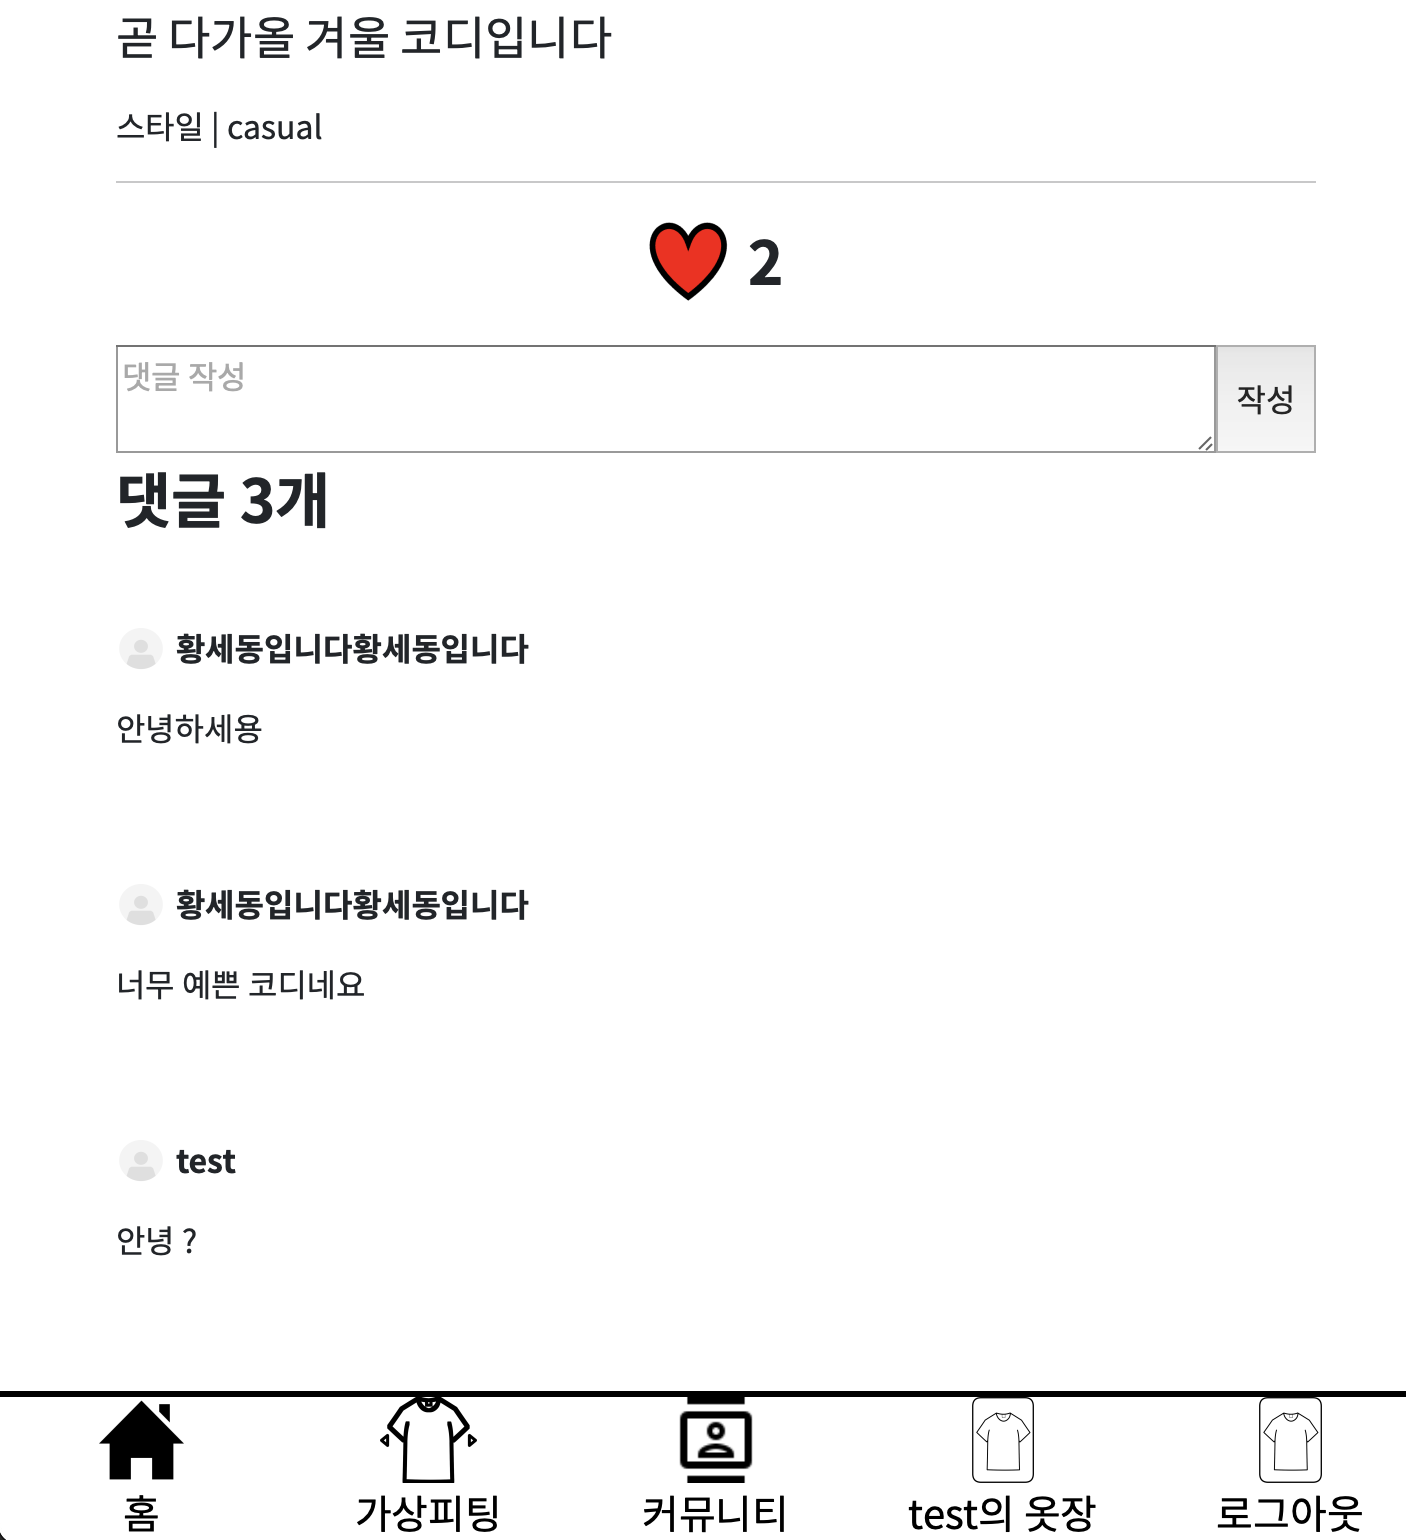 곧 다가올 겨울 코디입니다
스타일 | casual
2
댓글 작성
작성
댓글 3개
황세동입니다황세동입니다
안녕하세용
황세동입니다황세동입니다
너무 예쁜 코디네요
test
안녕 ?
홈
가상피팅
커뮤니티
test의 옷장
로그아웃